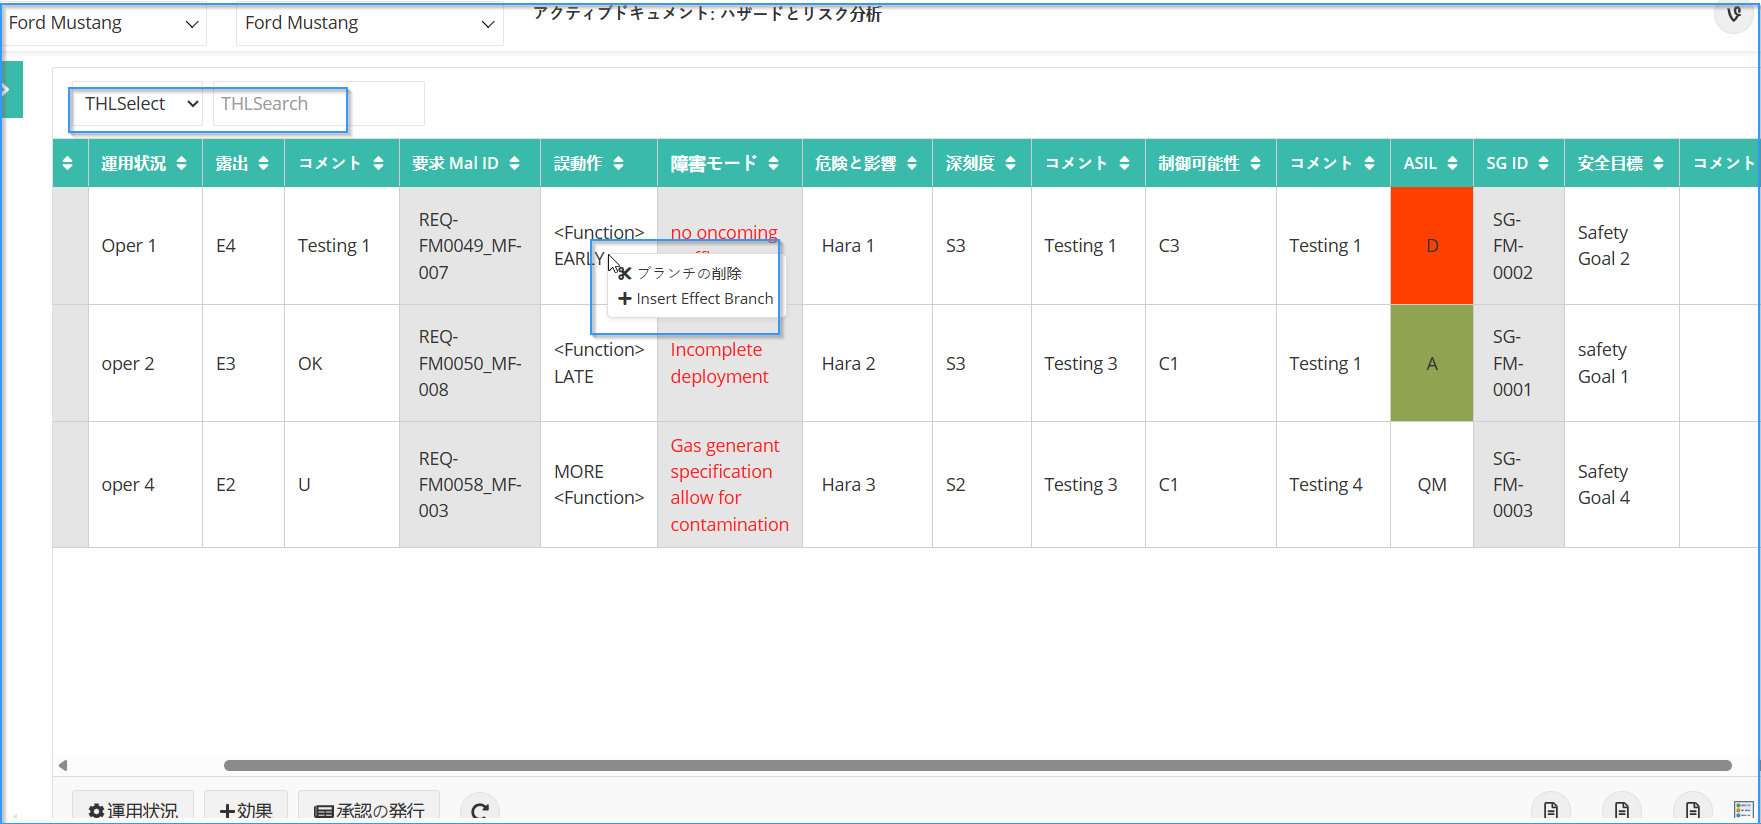 Ford Mustang
Ford Mustang
アクティブドキュメント: ハザードとリスク分析
THLSelect
THLSearch
運用状況
露出
コメント
要求 Mal ID
誤動作
障害モード
危険と影響
深刻度
コメント
制御可能性
コメント
ASIL
SG ID
安全目標
コメント
Oper 1
E4
Testing 1
REQ-
FM0049_MF-
007
<Function>
EARLY
no oncoming
Hara 1
S3
Testing 1
C3
Testing 1
D
SG-
FM-
0002
Safety
Goal 2
ブランチの削除
Insert Effect Branch
oper 2
E3
OK
REQ-
FM0050_MF-
008
<Function>
LATE
Incomplete
deployment
Hara 2
S3
Testing 3
C1
Testing 1
A
SG-
FM-
0001
safety
Goal 1
oper 4
E2
U
REQ-
FM0058_MF-
003
MORE
<Function>
Gas generant
specification
allow for
contamination
Hara 3
S2
Testing 3
C1
Testing 4
QM
SG-
FM-
0003
Safety
Goal 4
運用状況
効果
承認の発行